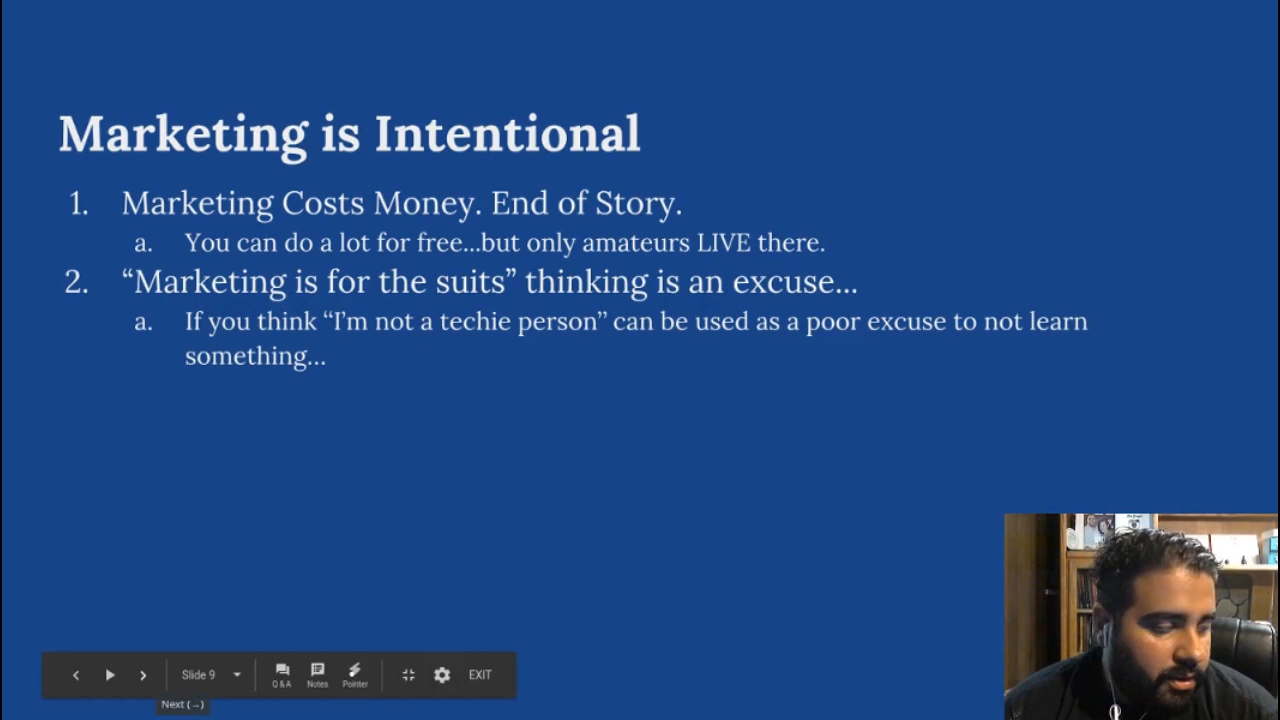 Marketing is Intentional
1. Marketing Costs Money. End of Story.
a. You can do a lot for free...but only amateurs LIVE there.
2. “Marketing is for the suits” thinking is an excuse...
a. If you think “I’m not a techie person” can be used as a poor excuse to not learn
something...
Slide 9
Q & A
Notes
Pointer
EXIT
Next (→)